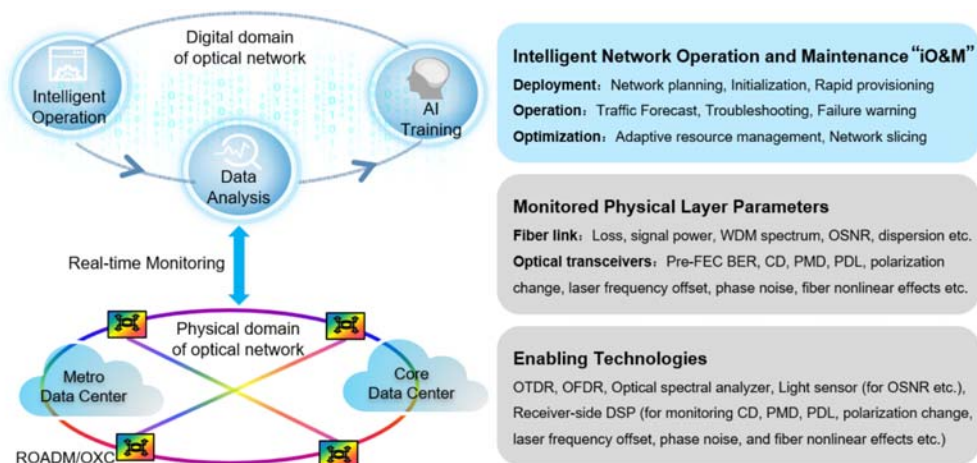 Digital domain
of optical network
Intelligent
Operation
AI
Training
Data
Analysis
Real-time Monitoring
Physical domain
of optical network
Metro
Data Center
Core
Data Center
ROADM/OXC
Intelligent Network Operation and Maintenance “iO&M”
Deployment: Network planning, Initialization, Rapid provisioning
Operation: Traffic Forecast, Troubleshooting, Failure warning
Optimization: Adaptive resource management, Network slicing
Monitored Physical Layer Parameters
Fiber link: Loss, signal power, WDM spectrum, OSNR, dispersion etc.
Optical transceivers: Pre-FEC BER, CD, PMD, PDL, polarization
change, laser frequency offset, phase noise, fiber nonlinear effects etc.
Enabling Technologies
OTDR, OFDR, Optical spectral analyzer, Light sensor (for OSNR etc.),
Receiver-side DSP (for monitoring CD, PMD, PDL, polarization change,
laser frequency offset, phase noise, and fiber nonlinear effects etc.)